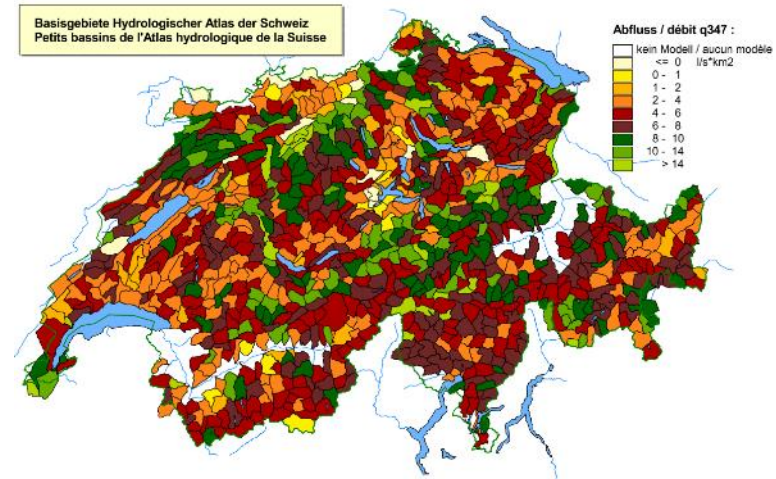 Basisgebiete Hydrologischer Atlas der Schweiz
Petits bassins de l'Atlas hydrologique de la Suisse
Abfluss / débit q347 :
kein Modell / aucun modèle
<= 0 l/s*km2
0 - 1
1 - 2
2 - 4
4 - 6
6 - 8
8 - 10
10 - 14
> 14